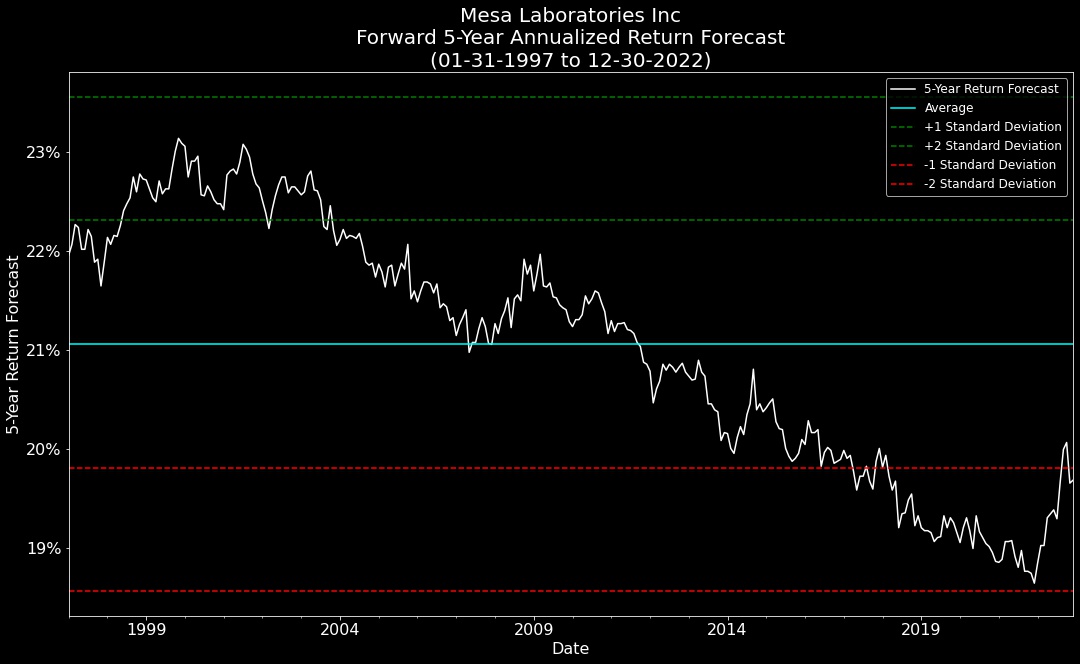 Mesa Laboratories Inc
Forward 5-Year Annualized Return Forecast
(01-31-1997 to 12-30-2022)
5-Year Return Forecast
Average
+1 Standard Deviation
+2 Standard Deviation
-1 Standard Deviation
-2 Standard Deviation
23%
22%
21%
20%
19%
5-Year Return Forecast
1999
2004
2009
2014
2019
Date